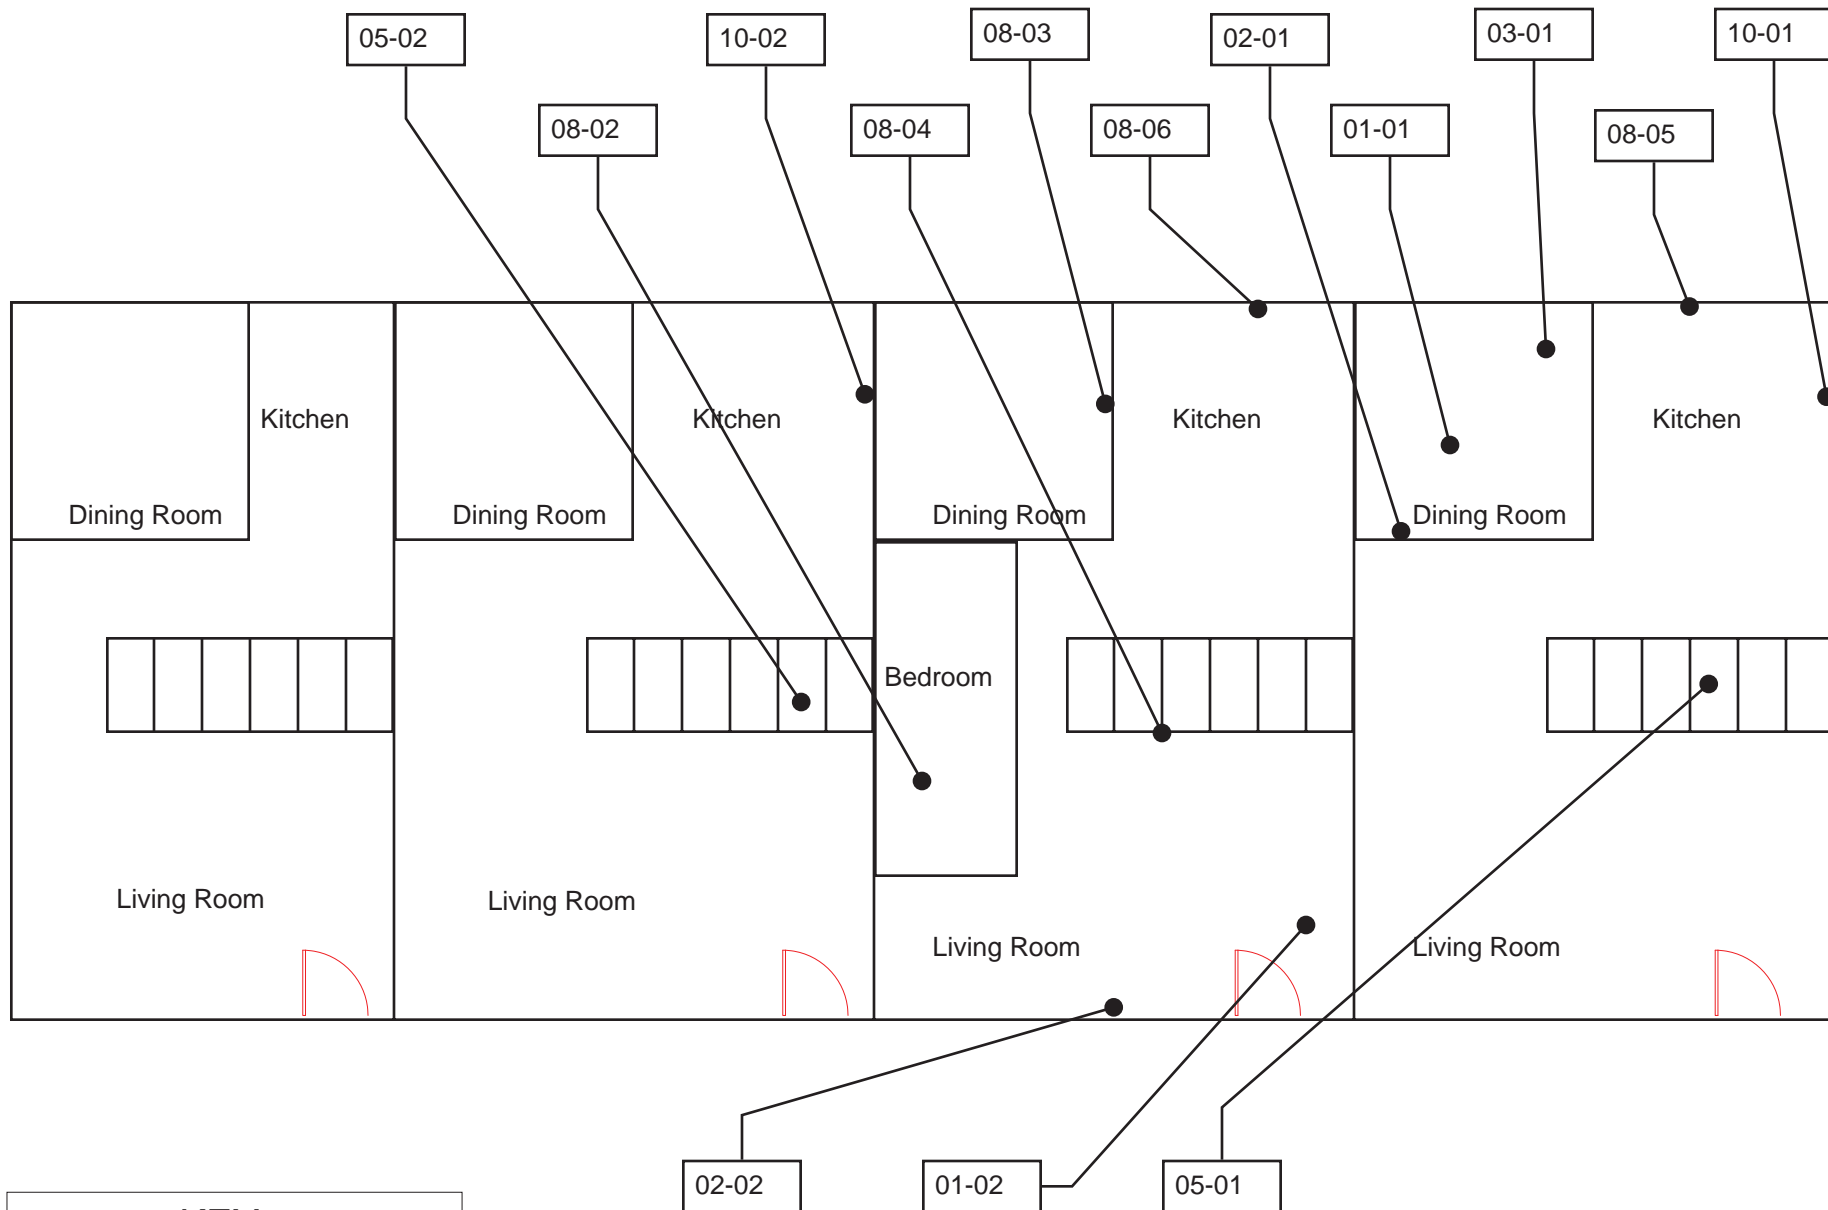 05-02
10-02
08-03
02-01
03-01
10-01
08-02
08-04
08-06
01-01
08-05
Kitchen
Kitchen
Kitchen
Kitchen
Dining Room
Dining Room
Dining Room
Dining Room
Bedroom
Living Room
Living Room
Living Room
Living Room
02-02
01-02
05-01